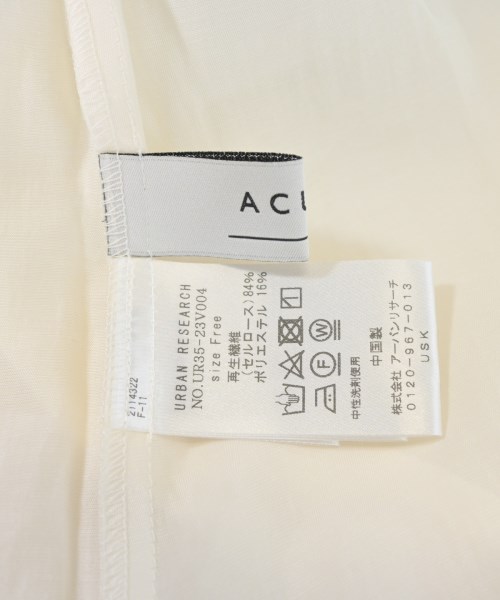 ACU
URBAN RESEARCH
NO.UR35-23V004
size Free
再生繊維
(セルロース)84%
ポリエステル 16%
F
W
中性洗剤使用
中国製
株式会社 アーバンリサーチ
0120-967-013
USK
2114322
F-11